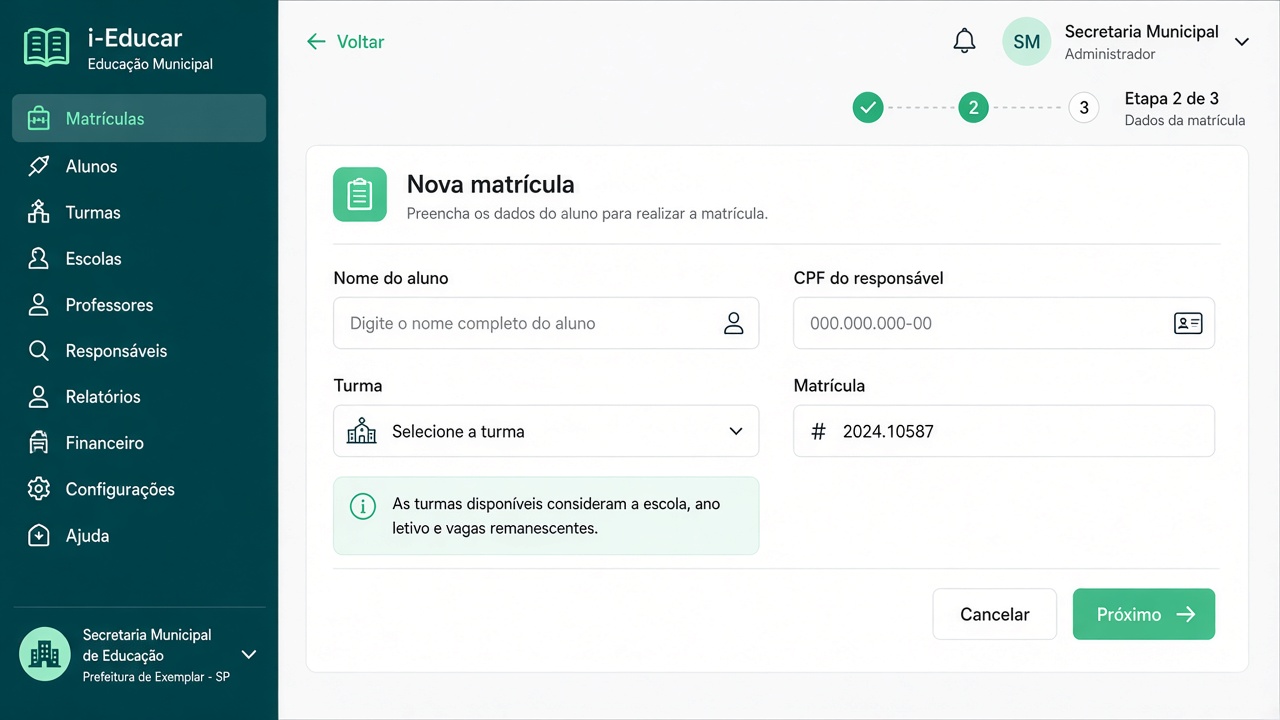 i-Educar
Educação Municipal
Matrículas
Alunos
Turmas
Escolas
Professores
Responsáveis
Relatórios
Financeiro
Configurações
Ajuda
Secretaria Municipal
de Educação
Prefeitura de Exemplar - SP
Voltar
SM
Secretaria Municipal
Administrador
2
3
Etapa 2 de 3
Dados da matrícula
Nova matrícula
Preencha os dados do aluno para realizar a matrícula.
Nome do aluno
Digite o nome completo do aluno
CPF do responsável
000.000.000-00
Turma
Selecione a turma
Matrícula
# 2024.10587
As turmas disponíveis consideram a escola, ano
letivo e vagas remanescentes.
Cancelar
Próximo